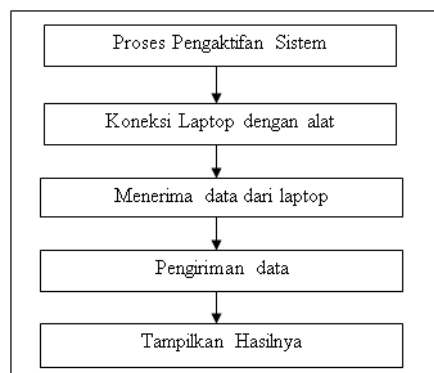 Proses Pengaktifan Sistem
Koneksi Laptop dengan alat
Menerima data dari laptop
Pengiriman data
Tampilkan Hasilnya